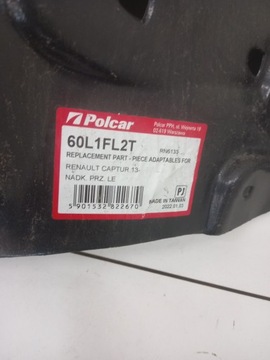 Polcar
60L1FL2T
RN6133-
REPLACEMENT PART - PIECE ADAPTABLES FOR
RENAULT CAPTUR 13-
NADK. PRZ. LE
PJ
MADE IN TAIWAN
5 901532 822670